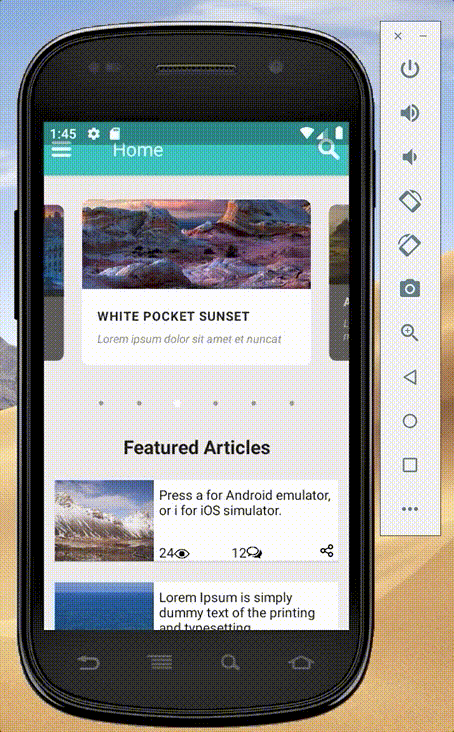 1:45
Home
WHITE POCKET SUNSET
Lorem ipsum dolor sit amet et nuncat
Featured Articles
Press a for Android emulator,
or i for iOS simulator.
24
12
Lorem Ipsum is simply
dummy text of the printing
and typesetting